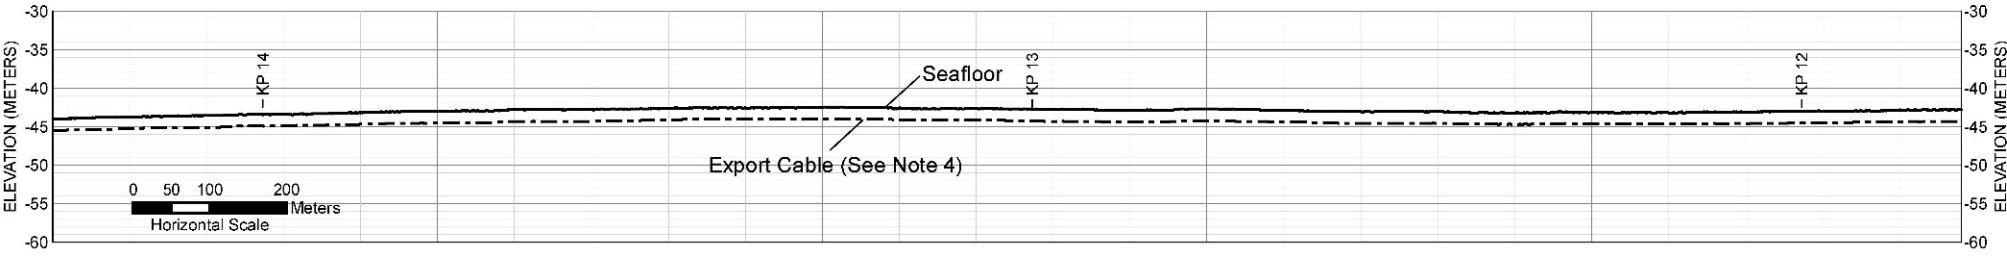 -30
-35
-40
-45
-50
-55
-60
ELEVATION (METERS)
KP 14
Seafloor
KP 13
KP 12
Export Cable (See Note 4)
0 50 100 200
Meters
Horizontal Scale
-30
-35
-40
-45
-50
-55
-60
ELEVATION (METERS)